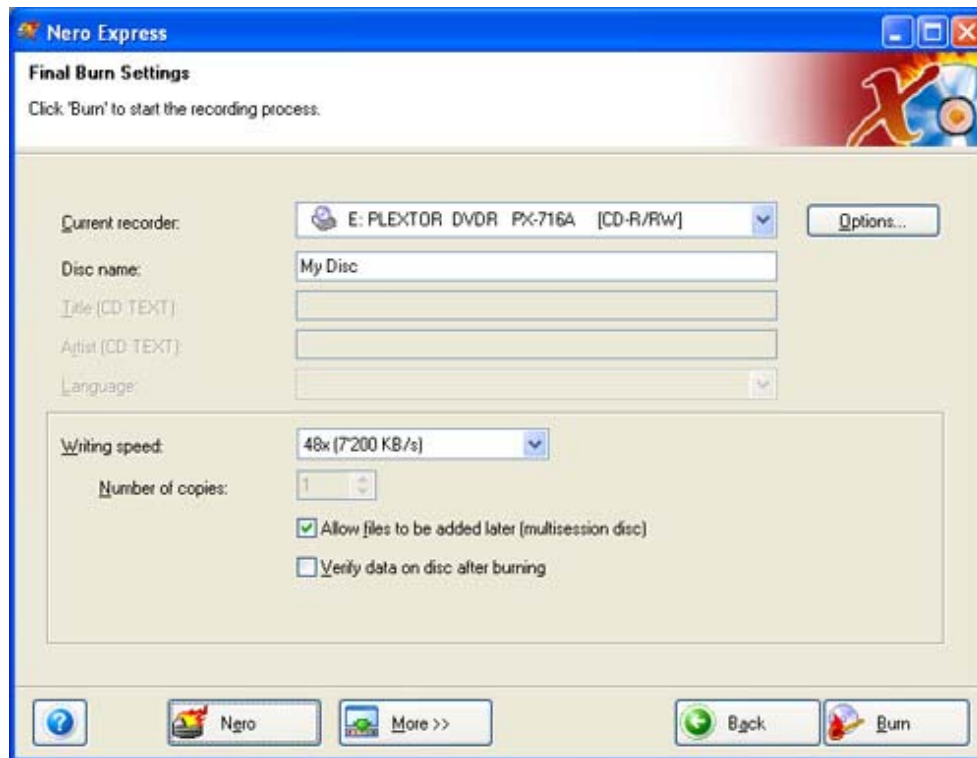 Nero Express
Final Burn Settings
Click 'Burn' to start the recording process.
Current recorder: E: PLEXTOR DVDR PX-716A [CD-R/RW] Options...
Disc name: My Disc
Title (CD TEXT):
Artist (CD TEXT):
Language:
Writing speed: 48x (7'200 KB/s)
Number of copies: 1
Allow files to be added later (multisession disc)
Verify data on disc after burning
? Nero More >> Back Burn